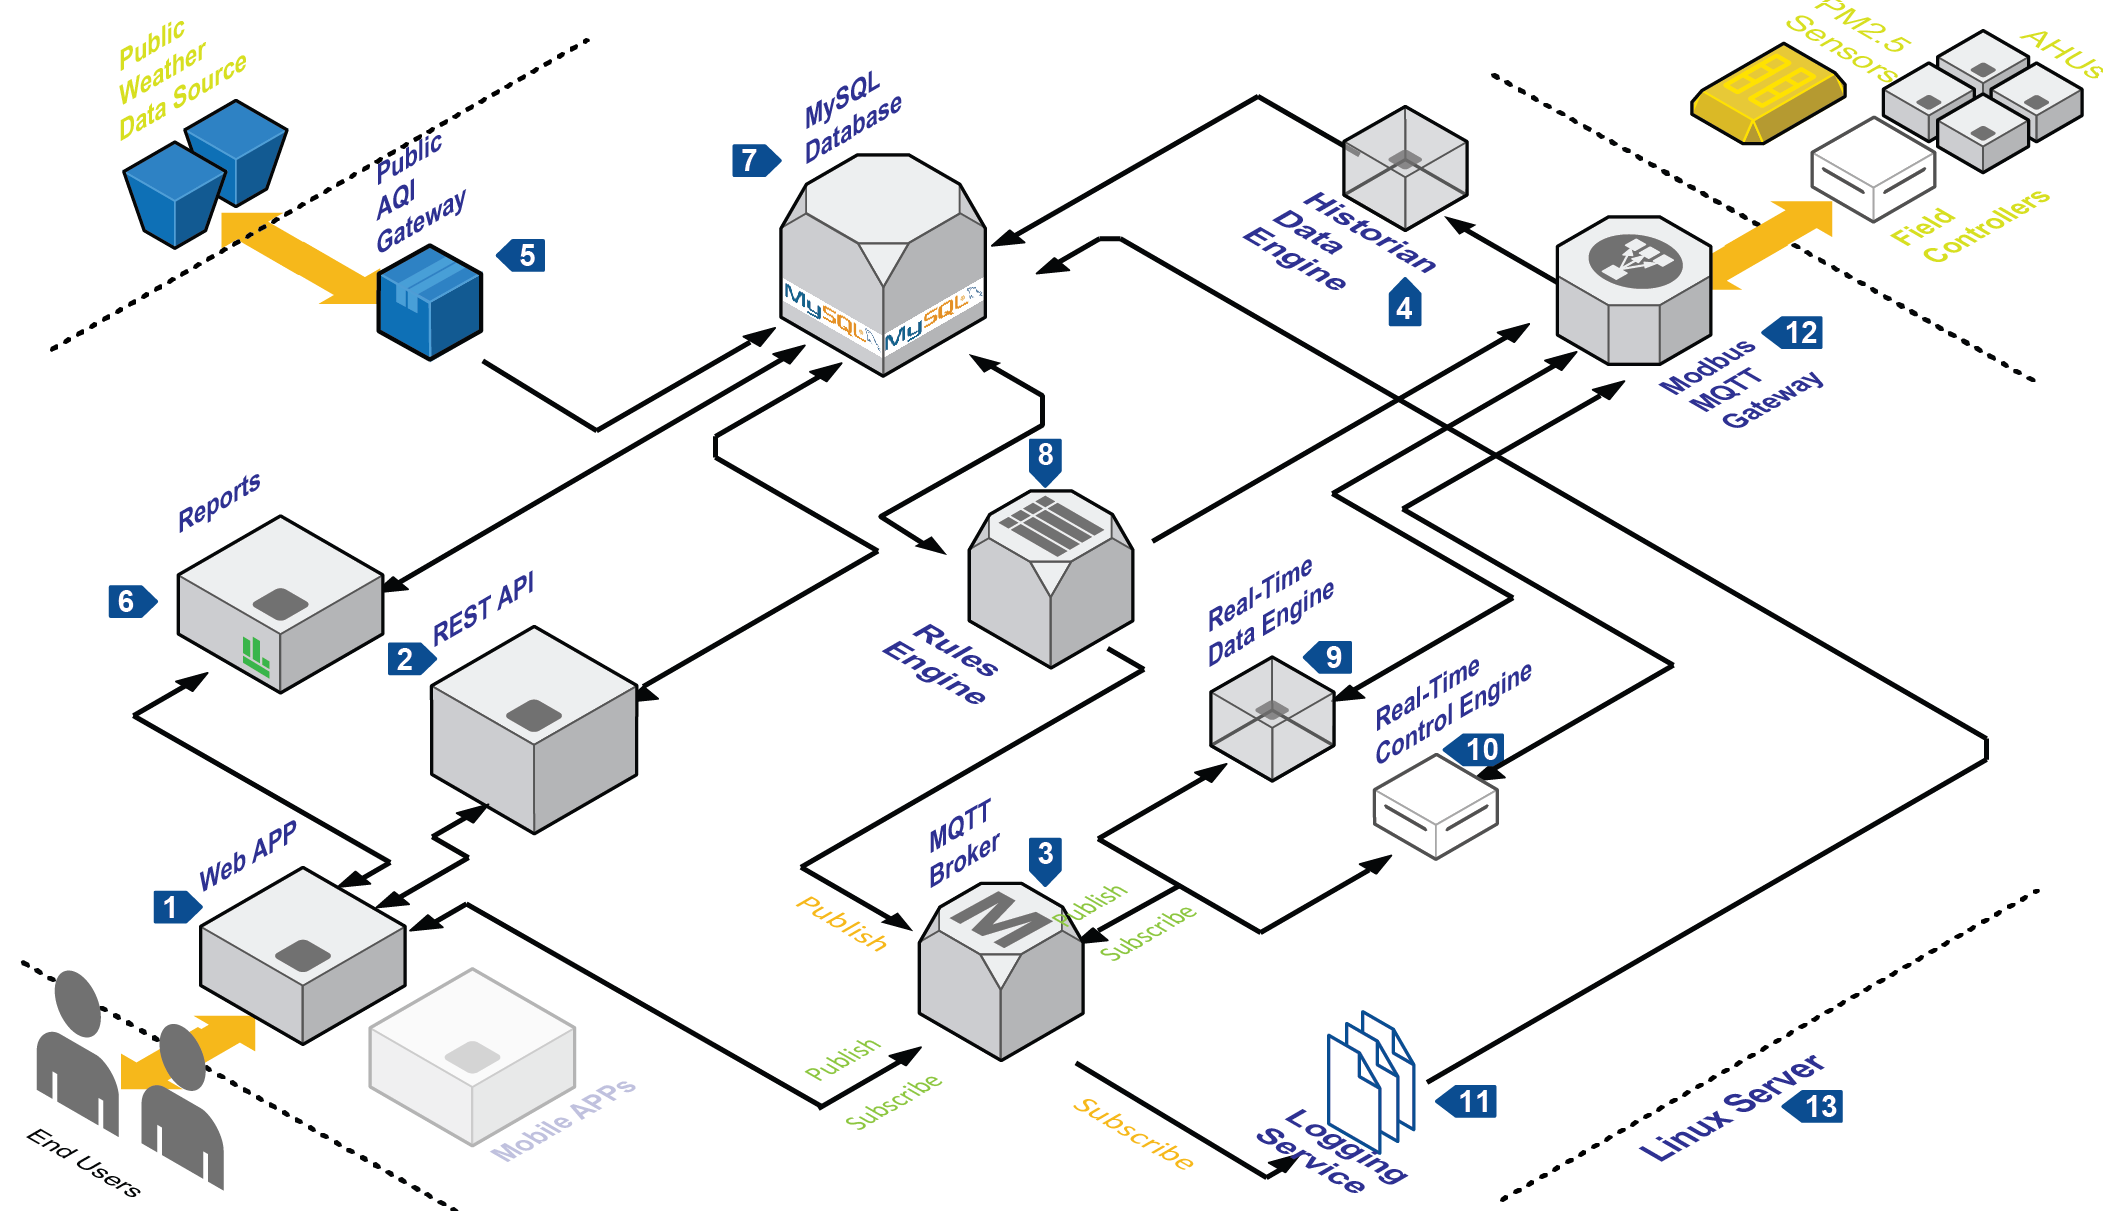 Public
Weather
Data Source
Public
AQI
Gateway
5
MySQL
Database
7
MySQL
MySQL
Historian
Data
Engine
4
PM2.5
Sensors
AHUs
Field
Controllers
12
Modbus
MQTT
Gateway
Reports
6
REST API
2
8
Rules
Engine
Real-Time
Data Engine
9
Real-Time
Control Engine
10
Web APP
1
MQTT
Broker
3
M
Publish
Publish
Subscribe
Publish
Subscribe
Subscribe
Mobile APPs
End Users
Logging
Service
11
Linux Server
13